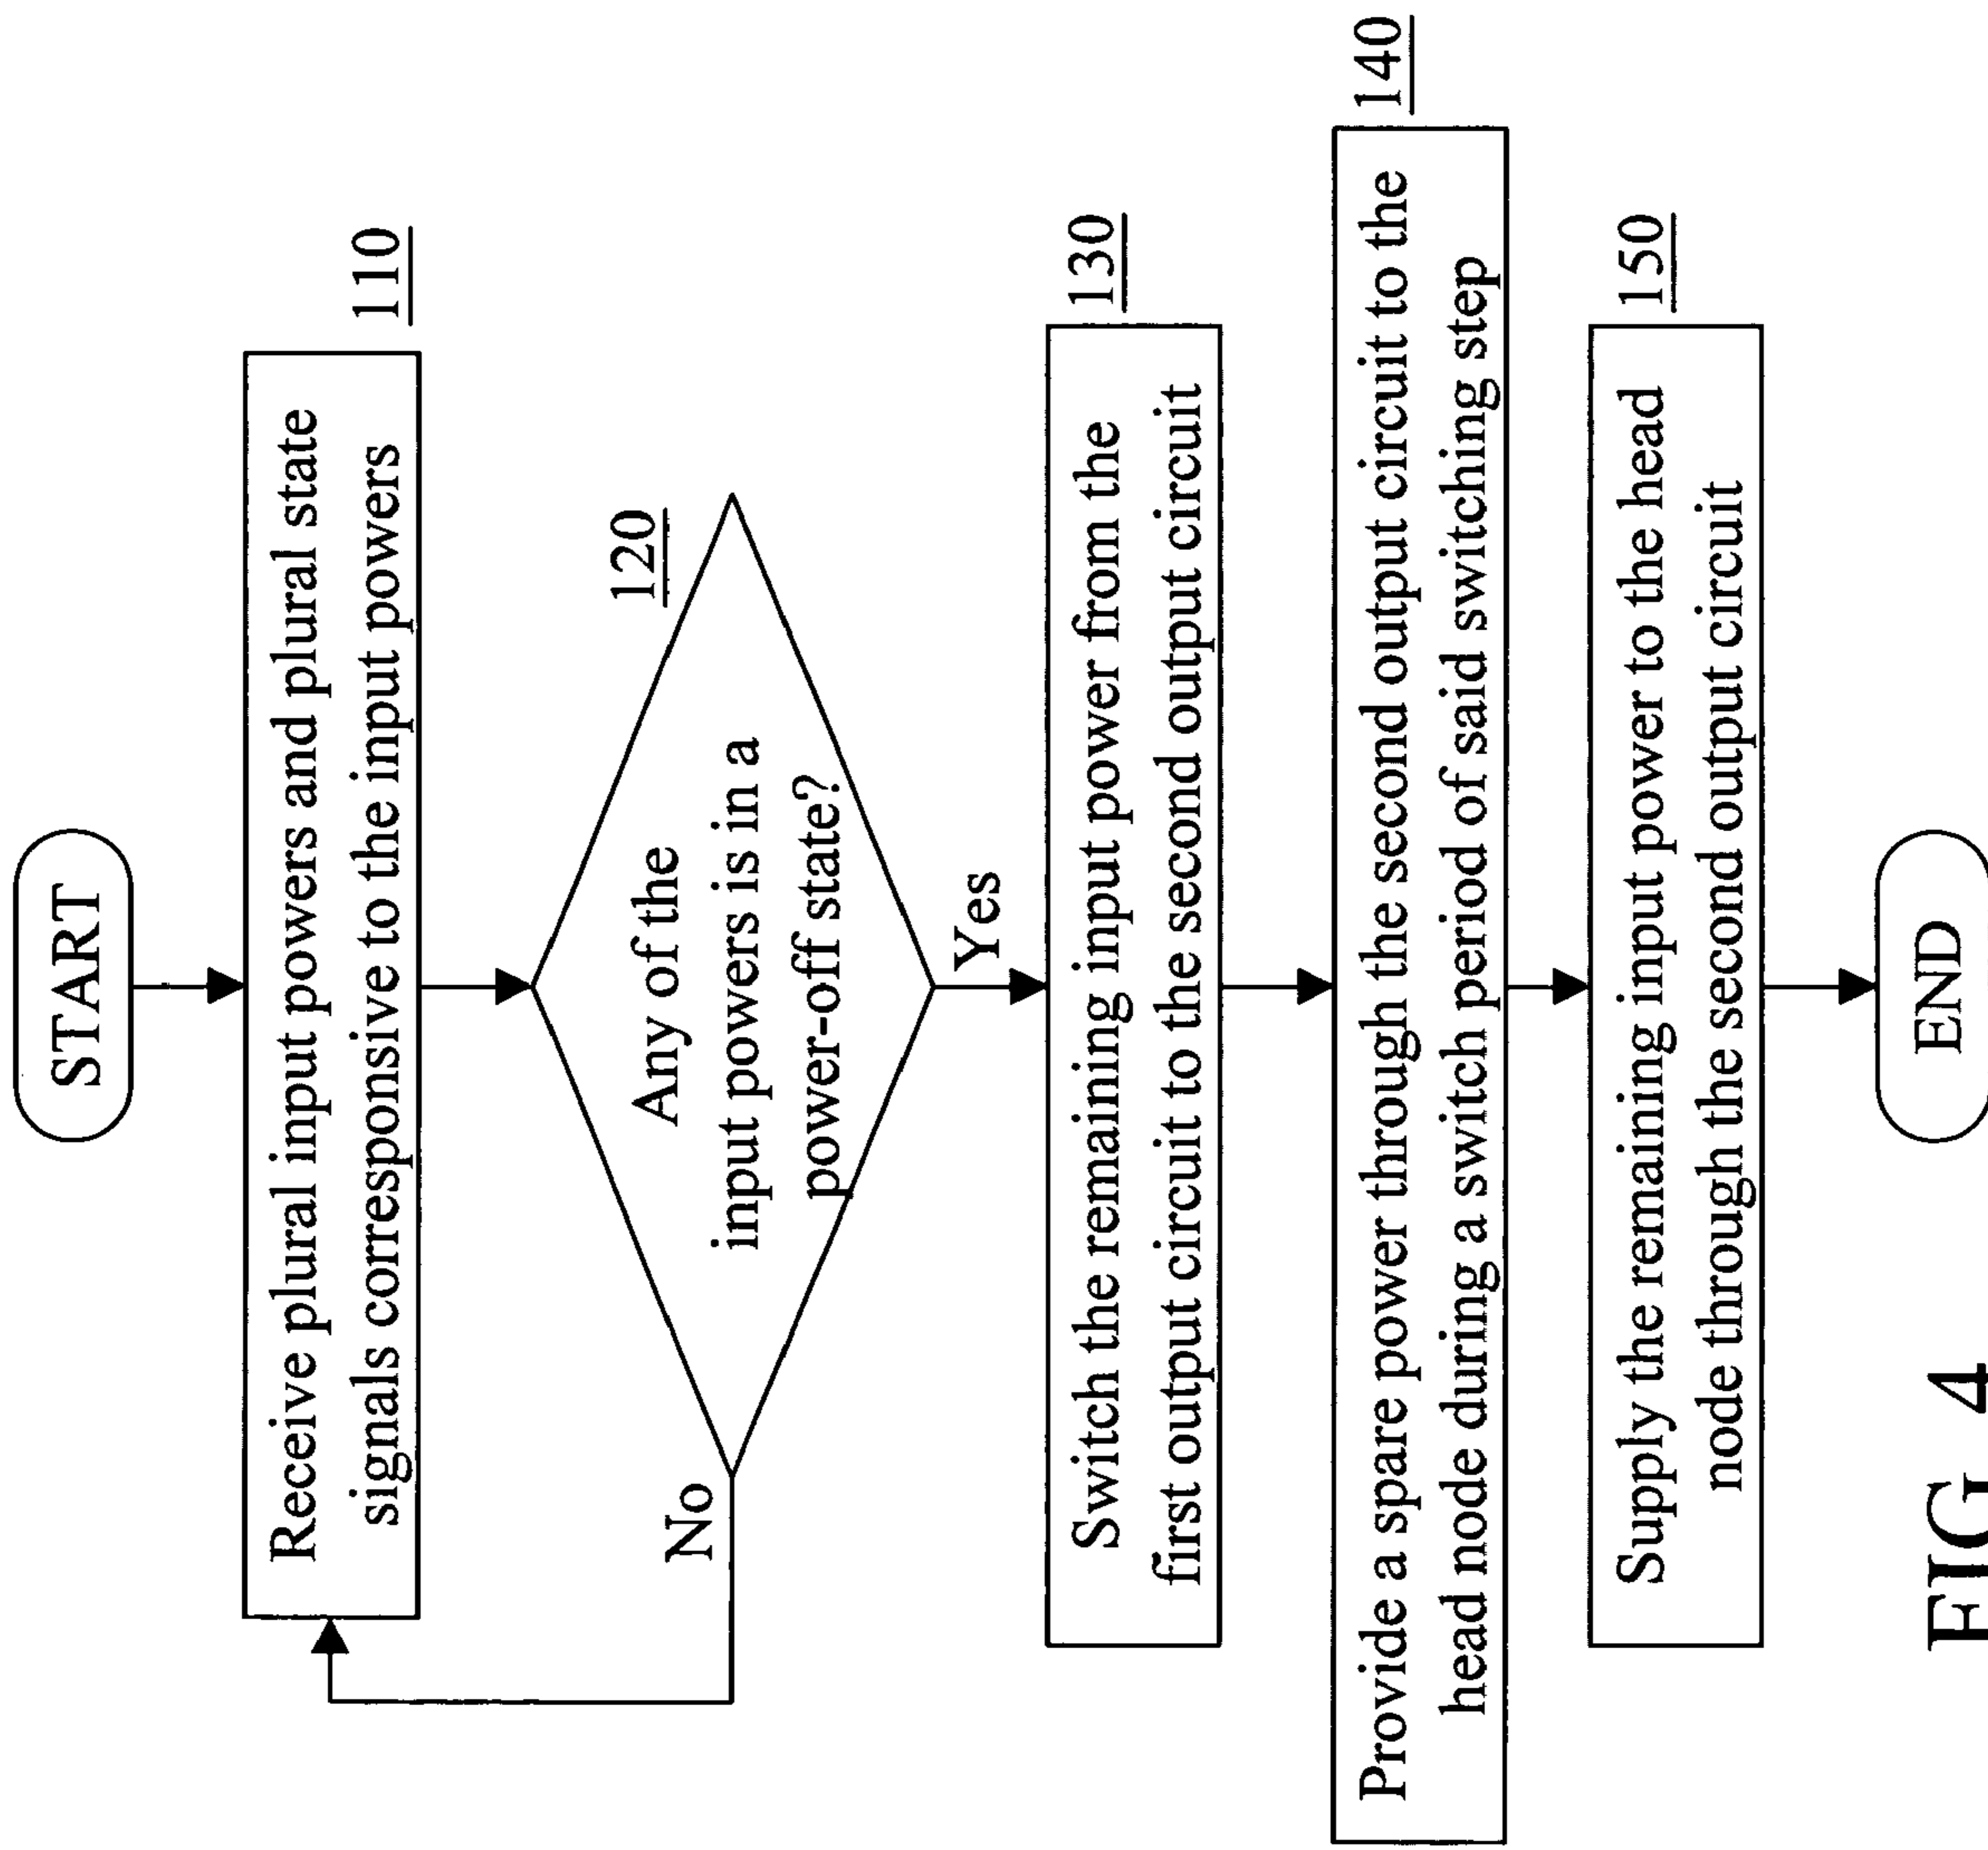 START
Receive plural input powers and plural state
signals corresponsive to the input powers
110
Any of the
input powers is in a
power-off state?
120
No
Yes
Switch the remaining input power from the
first output circuit to the second output circuit
130
Provide a spare power through the second output circuit to the
head node during a switch period of said switching step
140
Supply the remaining input power to the head
node through the second output circuit
150
END
FIG. 4